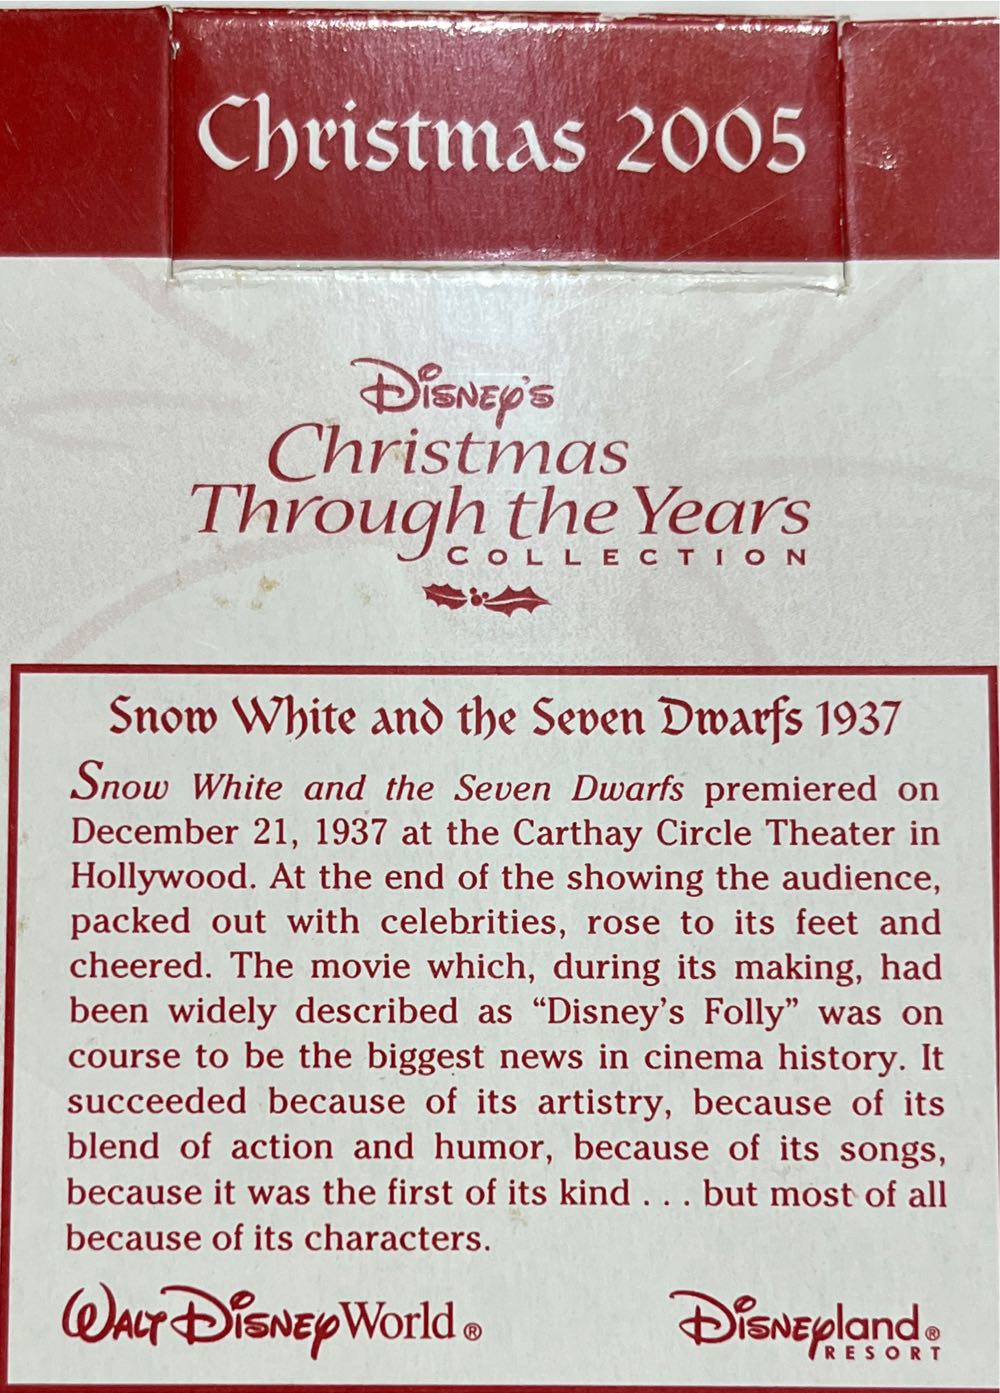 Christmas 2005
DISNEY'S
Christmas
Through the Years
COLLECTION
Snow White and the Seven Dwarfs 1937
Snow White and the Seven Dwarfs premiered on
December 21, 1937 at the Carthay Circle Theater in
Hollywood. At the end of the showing the audience,
packed out with celebrities, rose to its feet and
cheered. The movie which, during its making, had
been widely described as “Disney’s Folly” was on
course to be the biggest news in cinema history. It
succeeded because of its artistry, because of its
blend of action and humor, because of its songs,
because it was the first of its kind . . . but most of all
because of its characters.
WALT DISNEY World ® DISNEYland ®
RESORT